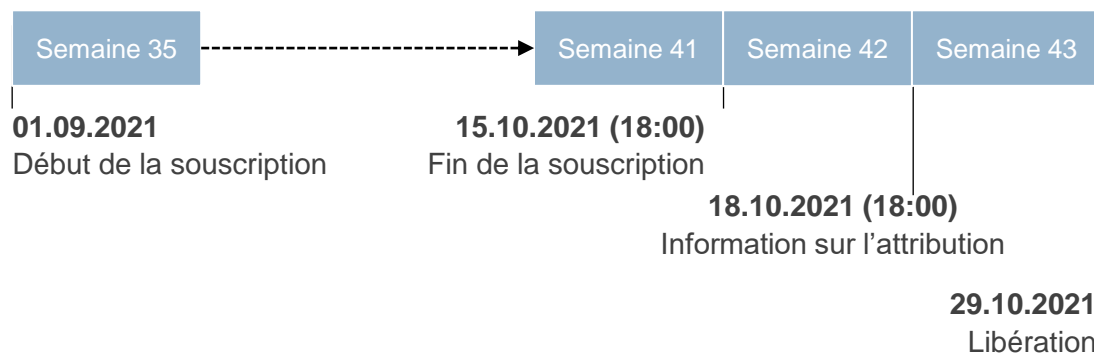 Semaine 35
Semaine 41
Semaine 42
Semaine 43
01.09.2021
Début de la souscription
15.10.2021 (18:00)
Fin de la souscription
18.10.2021 (18:00)
Information sur l’attribution
29.10.2021
Libération